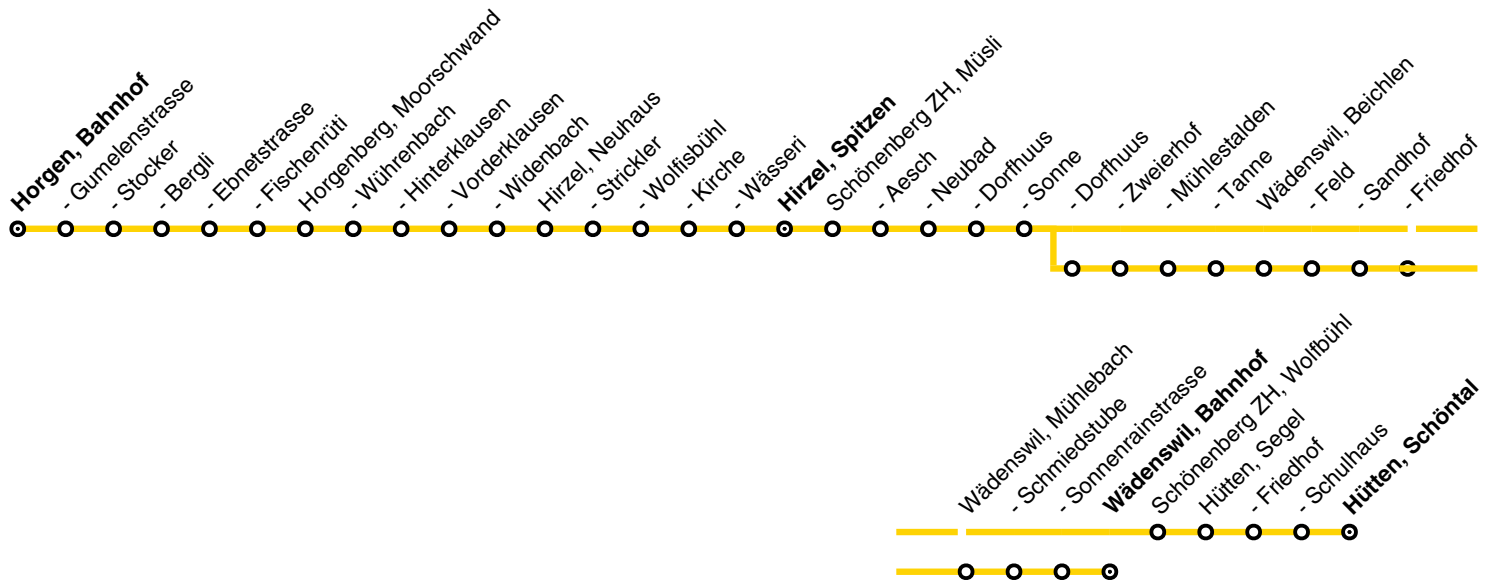 Horgen, Bahnhof
- Gumelenstrasse
- Stocker
- Bergli
- Ebnetstrasse
- Fischenrüti
Horgenberg, Moorschwand
- Wührenbach
- Hinterklausen
- Vorderklausen
- Widenbach
Hirzel, Neuhaus
- Strickler
- Wolfisbühl
- Kirche
- Wässeri
Hirzel, Spitzen
Schönenberg ZH, Müsli
- Aesch
- Neubad
- Dorfhuus
- Sonne
- Dorfhuus
- Zweierhof
- Mühlestalden
- Tanne
Wädenswil, Beichlen
- Feld
- Sandhof
- Friedhof
Wädenswil, Mühlebach
- Schmiedstube
- Sonnenrainstrasse
Wädenswil, Bahnhof
Schönenberg ZH, Wolfbühl
Hütten, Segel
- Friedhof
- Schulhaus
Hütten, Schöntal